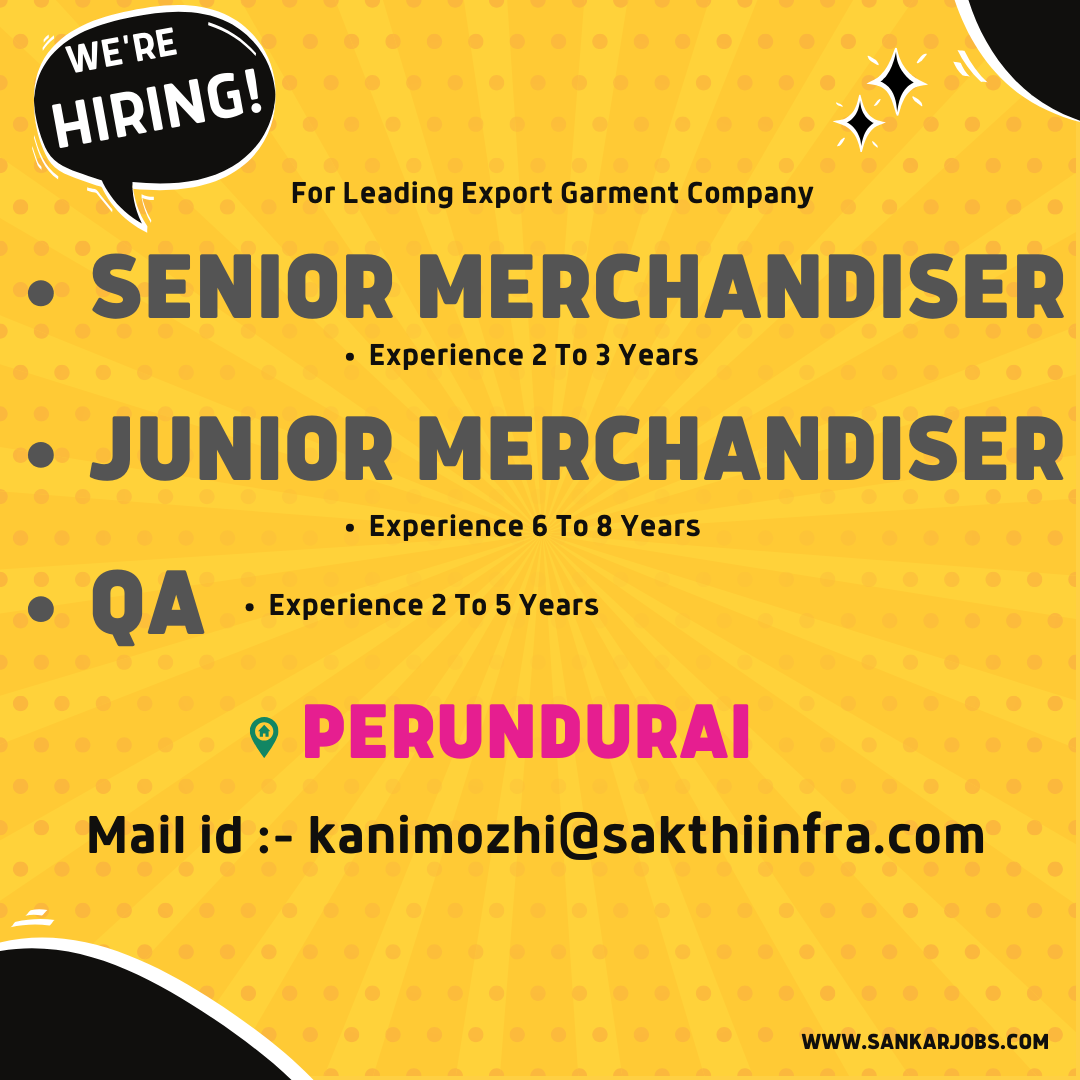 WE'RE
HIRING!
For Leading Export Garment Company
• SENIOR MERCHANDISER
• Experience 2 To 3 Years
• JUNIOR MERCHANDISER
• Experience 6 To 8 Years
• QA • Experience 2 To 5 Years
PERUNDURAI
Mail id :- kanimozhi@sakthiinfra.com
WWW.SANKARJOBS.COM